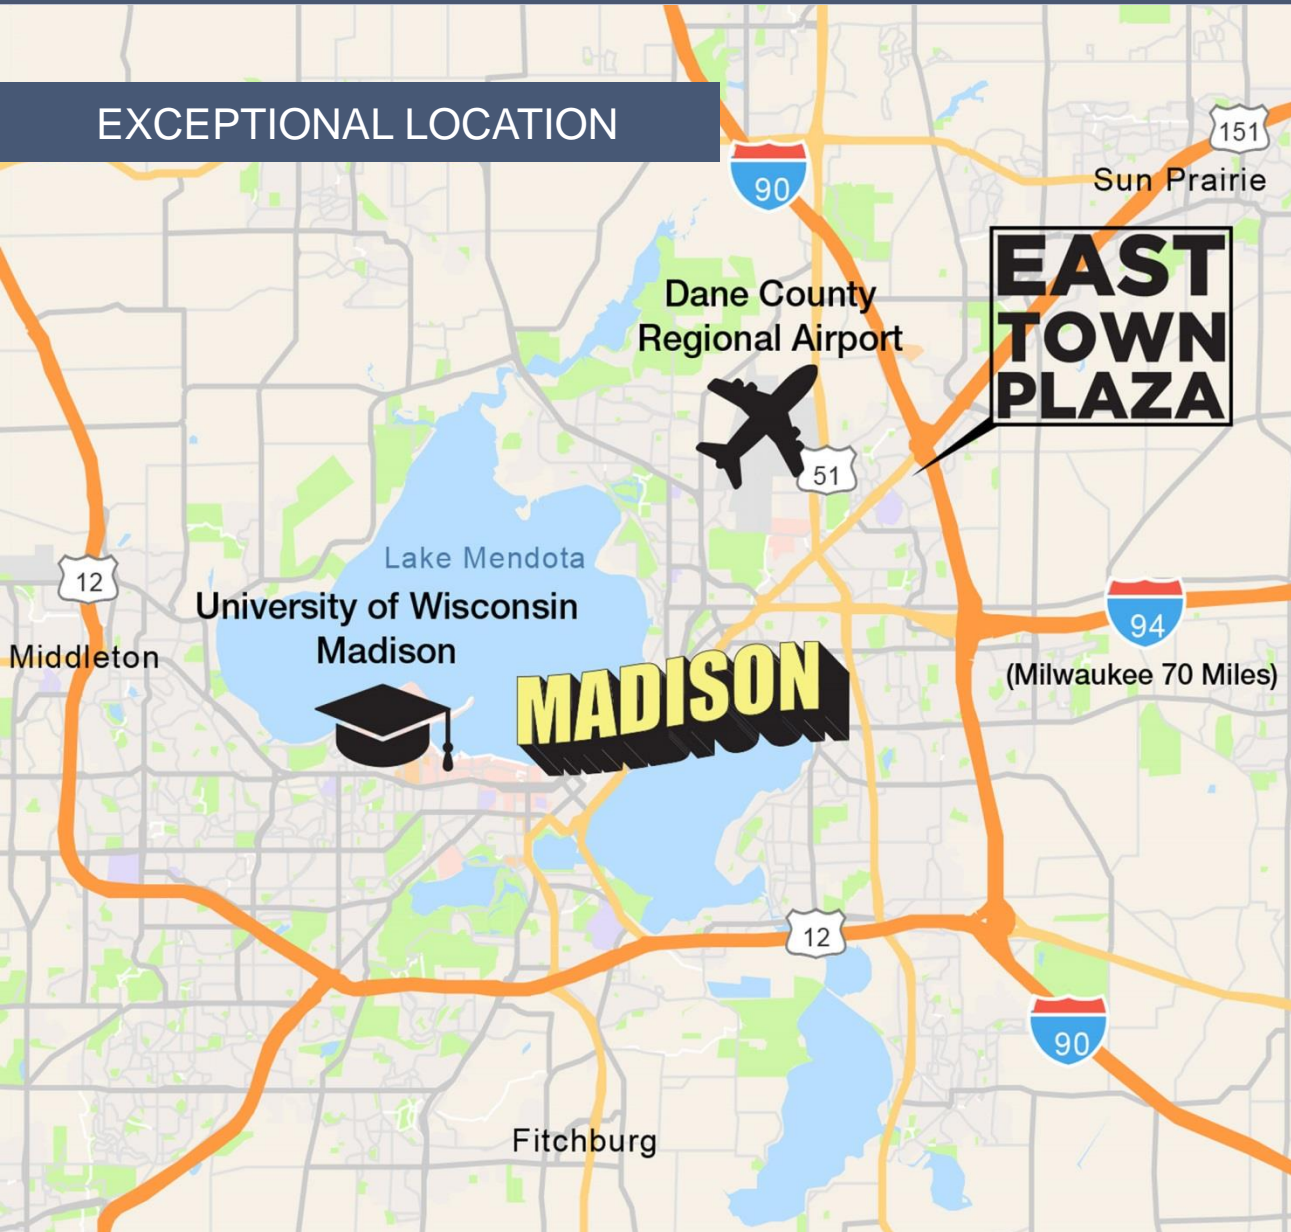 EXCEPTIONAL LOCATION
151
90
Sun Prairie
EAST
TOWN
PLAZA
Dane County
Regional Airport
51
Lake Mendota
12
University of Wisconsin
Madison
94
Middleton
MADISON
(Milwaukee 70 Miles)
12
90
Fitchburg